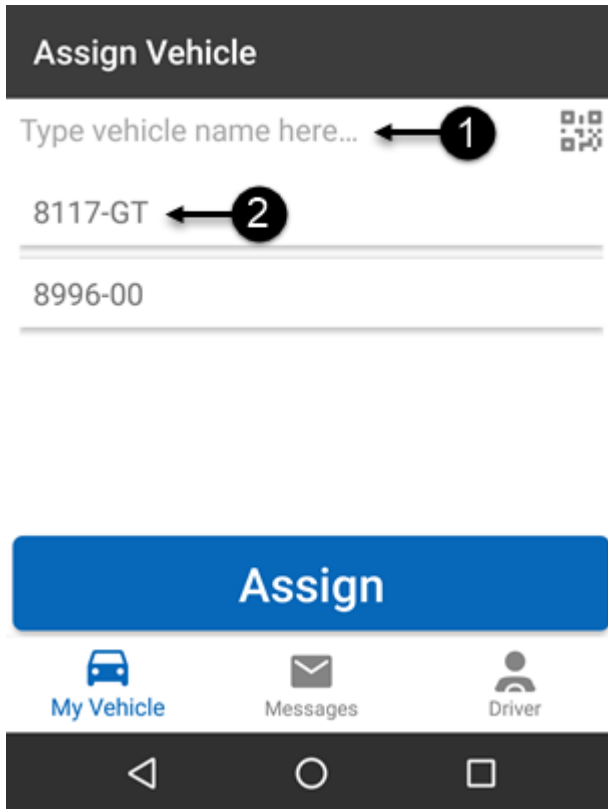 Assign Vehicle
Type vehicle name here... 1
8117-GT 2
8996-00
Assign
My Vehicle Messages Driver